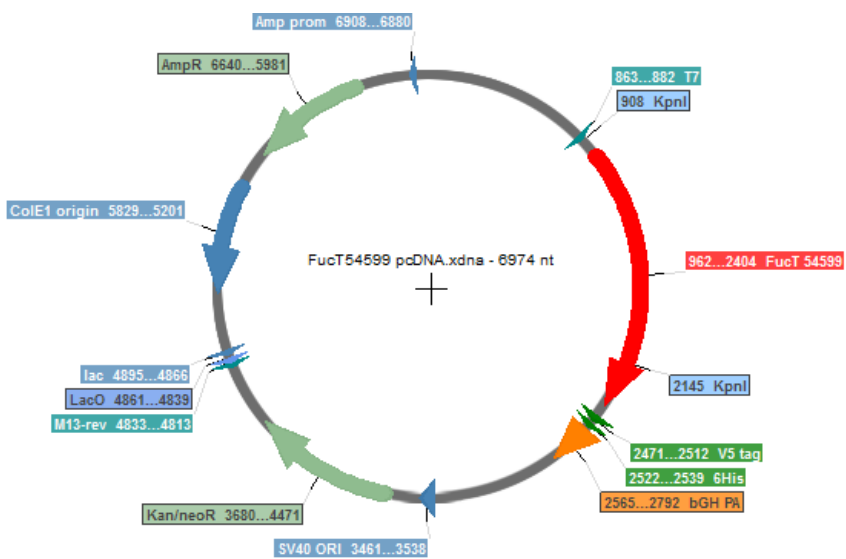 Amp prom 6908...6880
AmpR 6640...5981
863...882 T7
908 KpnI
ColE1 origin 5829...5201
FucT54599 pcDNA.xdna - 6974 nt
962...2404 FucT 54599
lac 4895...4866
LacO 4861...4839
M13-rev 4833...4813
2145 KpnI
2471...2512 V5 tag
2522...2539 6His
2565...2792 bGH PA
Kan/neoR 3680...4471
SV40 ORI 3461...3538